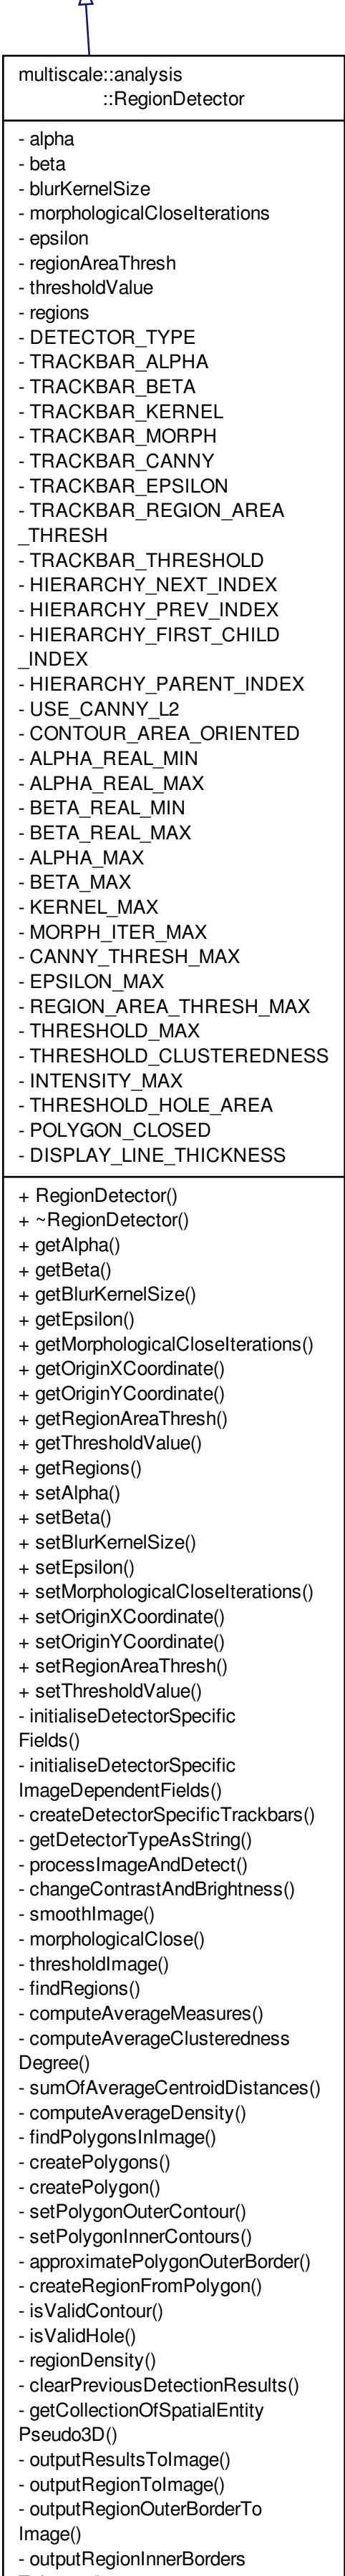 multiscale::analysis
::RegionDetector
- alpha
- beta
- blurKernelSize
- morphologicalCloseIterations
- epsilon
- regionAreaThresh
- thresholdValue
- regions
- DETECTOR_TYPE
- TRACKBAR_ALPHA
- TRACKBAR_BETA
- TRACKBAR_KERNEL
- TRACKBAR_MORPH
- TRACKBAR_CANNY
- TRACKBAR_EPSILON
- TRACKBAR_REGION_AREA
_THRESH
- TRACKBAR_THRESHOLD
- HIERARCHY_NEXT_INDEX
- HIERARCHY_PREV_INDEX
- HIERARCHY_FIRST_CHILD
_INDEX
- HIERARCHY_PARENT_INDEX
- USE_CANNY_L2
- CONTOUR_AREA_ORIENTED
- ALPHA_REAL_MIN
- ALPHA_REAL_MAX
- BETA_REAL_MIN
- BETA_REAL_MAX
- ALPHA_MAX
- BETA_MAX
- KERNEL_MAX
- MORPH_ITER_MAX
- CANNY_THRESH_MAX
- EPSILON_MAX
- REGION_AREA_THRESH_MAX
- THRESHOLD_MAX
- THRESHOLD_CLUSTEREDNESS
- INTENSITY_MAX
- THRESHOLD_HOLE_AREA
- POLYGON_CLOSED
- DISPLAY_LINE_THICKNESS
+ RegionDetector()
+ ~RegionDetector()
+ getAlpha()
+ getBeta()
+ getBlurKernelSize()
+ getEpsilon()
+ getMorphologicalCloseIterations()
+ getOriginXCoordinate()
+ getOriginYCoordinate()
+ getRegionAreaThresh()
+ getThresholdValue()
+ getRegions()
+ setAlpha()
+ setBeta()
+ setBlurKernelSize()
+ setEpsilon()
+ setMorphologicalCloseIterations()
+ setOriginXCoordinate()
+ setOriginYCoordinate()
+ setRegionAreaThresh()
+ setThresholdValue()
- initialiseDetectorSpecific
Fields()
- initialiseDetectorSpecific
ImageDependentFields()
- createDetectorSpecificTrackbars()
- getDetectorTypeAsString()
- processImageAndDetect()
- changeContrastAndBrightness()
- smoothImage()
- morphologicalClose()
- thresholdImage()
- findRegions()
- computeAverageMeasures()
- computeAverageClusteredness
Degree()
- sumOfAverageCentroidDistances()
- computeAverageDensity()
- findPolygonsInImage()
- createPolygons()
- createPolygon()
- setPolygonOuterContour()
- setPolygonInnerContours()
- approximatePolygonOuterBorder()
- createRegionFromPolygon()
- isValidContour()
- isValidHole()
- regionDensity()
- clearPreviousDetectionResults()
- getCollectionOfSpatialEntity
Pseudo3D()
- outputResultsToImage()
- outputRegionToImage()
- outputRegionOuterBorderTo
Image()
- outputRegionInnerBorders